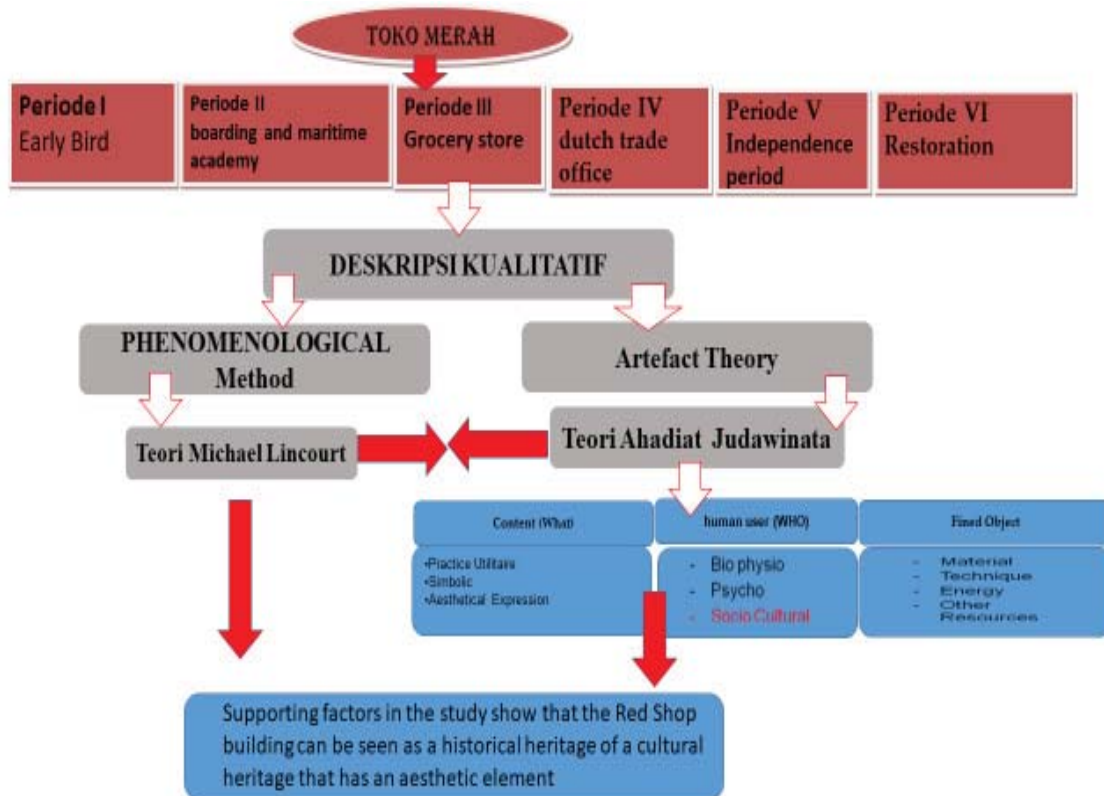 TOKO MERAH
Periode I
Early Bird
Periode II
boarding and maritime
academy
Periode III
Grocery store
Periode IV
dutch trade
office
Periode V
Independence
period
Periode VI
Restoration
DESKRIPSI KUALITATIF
PHENOMENOLOGICAL
Method
Artefact Theory
Teori Michael Lincourt
Teori Ahadiat Judawinata
Content (What)
•Practice Utilitaire
•Simbolic
•Aesthetical Expression
human user (WHO)
- Bio physio
- Psycho
- Socio Cultural
Fined Object
- Material
- Technique
- Energy
- Other
Resources
Supporting factors in the study show that the Red Shop
building can be seen as a historical heritage of a cultural
heritage that has an aesthetic element